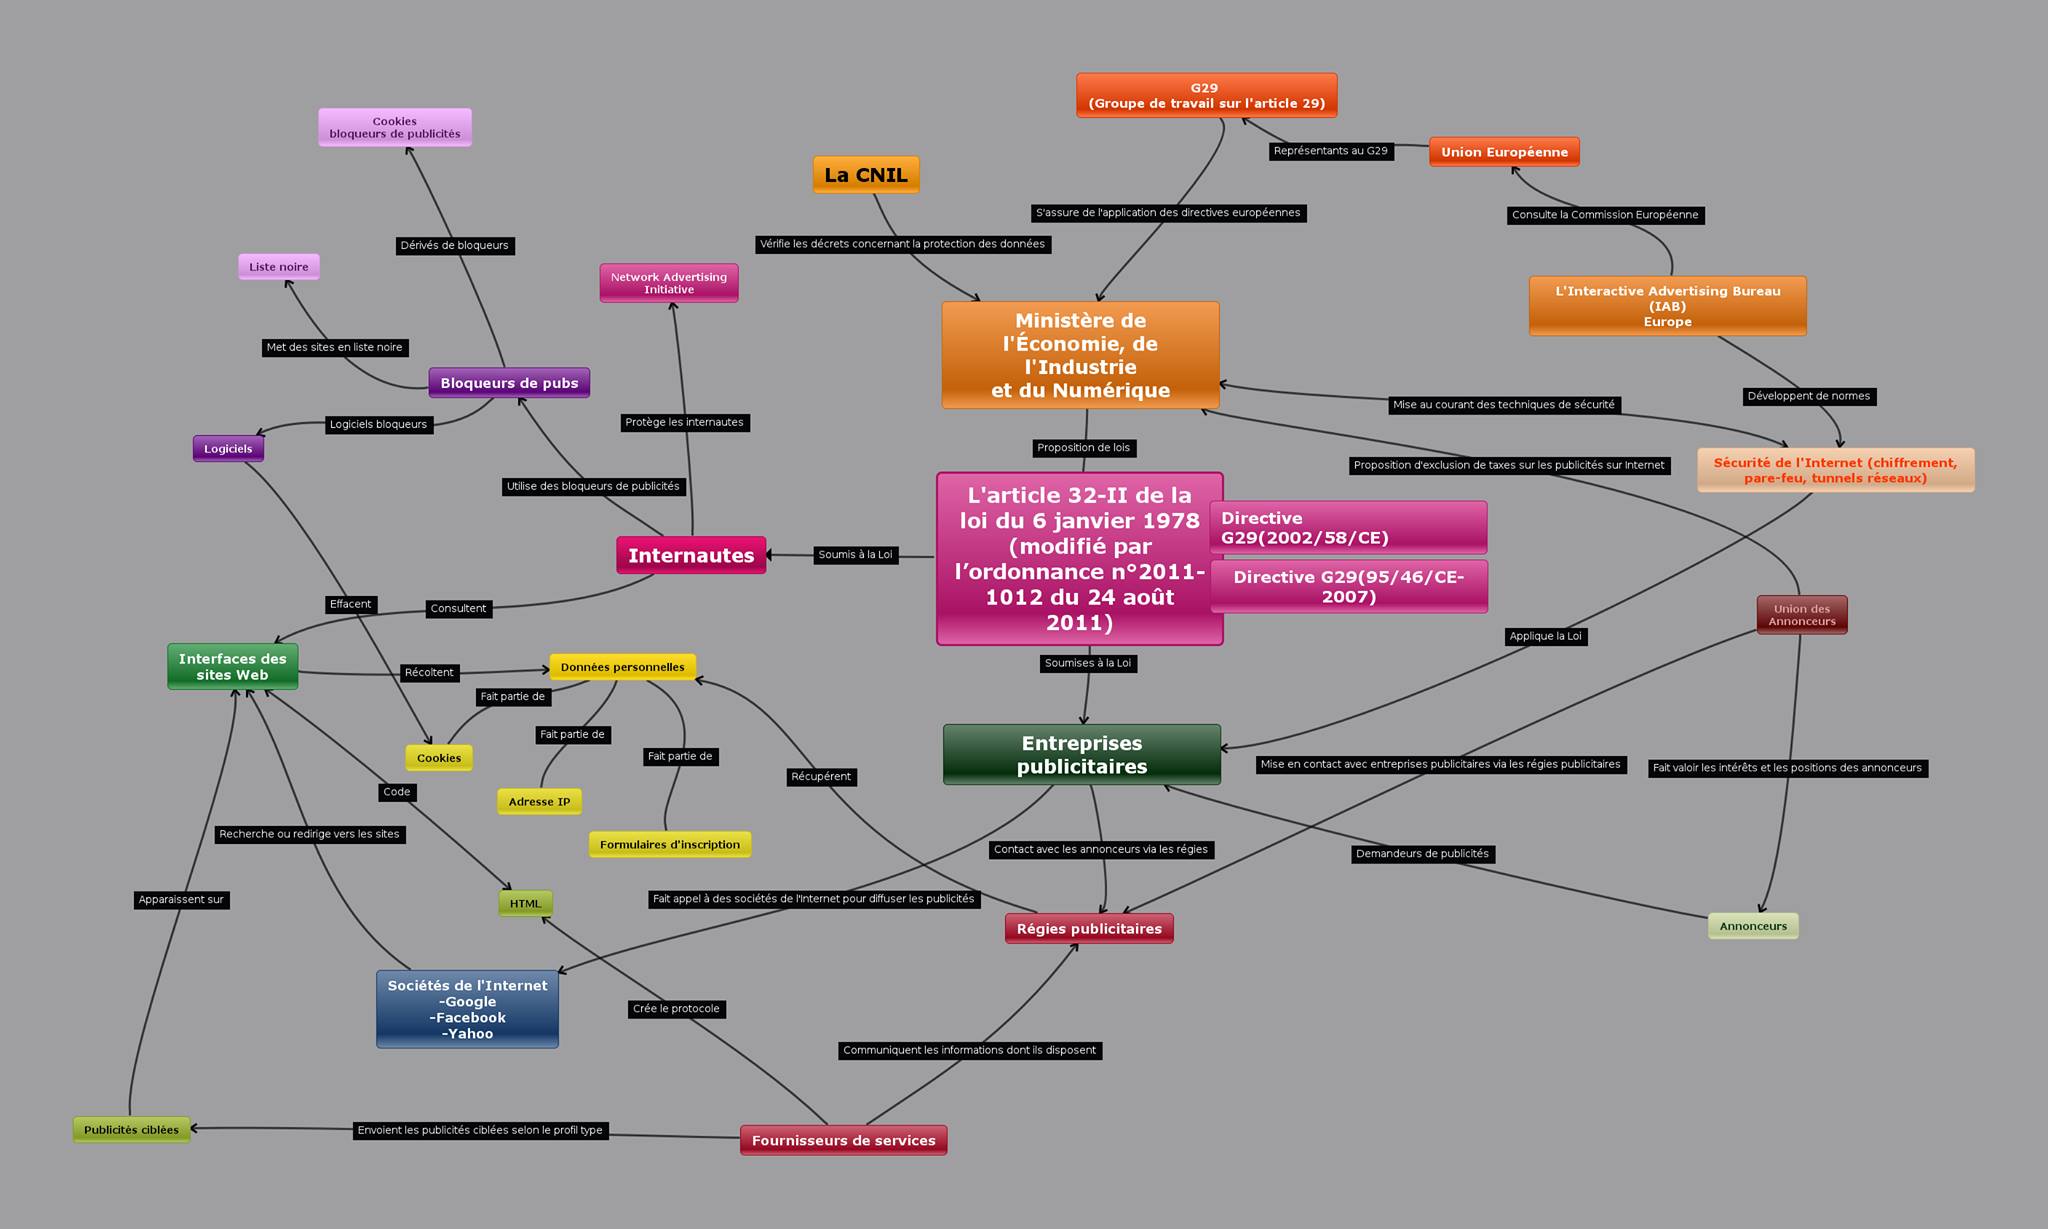 G29
(Groupe de travail sur l'article 29)
Cookies
bloqueurs de publicités
Représentants au G29
Union Européenne
La CNIL
S'assure de l'application des directives européennes
Consulte la Commission Européenne
Vérifie les décrets concernant la protection des données
Dérivés de bloqueurs
Liste noire
Network Advertising
Initiative
L'Interactive Advertising Bureau
(IAB)
Europe
Ministère de
l'Économie, de
l'Industrie
et du Numérique
Met des sites en liste noire
Bloqueurs de pubs
Développent de normes
Mise au courant des techniques de sécurité
Logiciels bloqueurs
Protège les internautes
Logiciels
Proposition de lois
Proposition d'exclusion de taxes sur les publicités sur Internet
Sécurité de l'Internet (chiffrement,
pare-feu, tunnels réseaux)
Utilise des bloqueurs de publicités
L'article 32-II de la
loi du 6 janvier 1978
(modifié par
l’ordonnance n°2011-
1012 du 24 août
2011)
Directive
G29(2002/58/CE)
Directive G29(95/46/CE-
2007)
Internautes
Soumis à la Loi
Effacent
Consultent
Union des
Annonceurs
Applique la Loi
Interfaces des
sites Web
Récoltent
Données personnelles
Soumises à la Loi
Fait partie de
Fait partie de
Fait partie de
Cookies
Entreprises
publicitaires
Mise en contact avec entreprises publicitaires via les régies publicitaires
Fait valoir les intérêts et les positions des annonceurs
Récupérent
Code
Adresse IP
Recherche ou redirige vers les sites
Formulaires d'inscription
Contact avec les annonceurs via les régies
Demandeurs de publicités
Apparaissent sur
HTML
Fait appel à des sociétés de l'Internet pour diffuser les publicités
Régies publicitaires
Annonceurs
Sociétés de l'Internet
-Google
-Facebook
-Yahoo
Crée le protocole
Communiquent les informations dont ils disposent
Publicités ciblées
Envoient les publicités ciblées selon le profil type
Fournisseurs de services